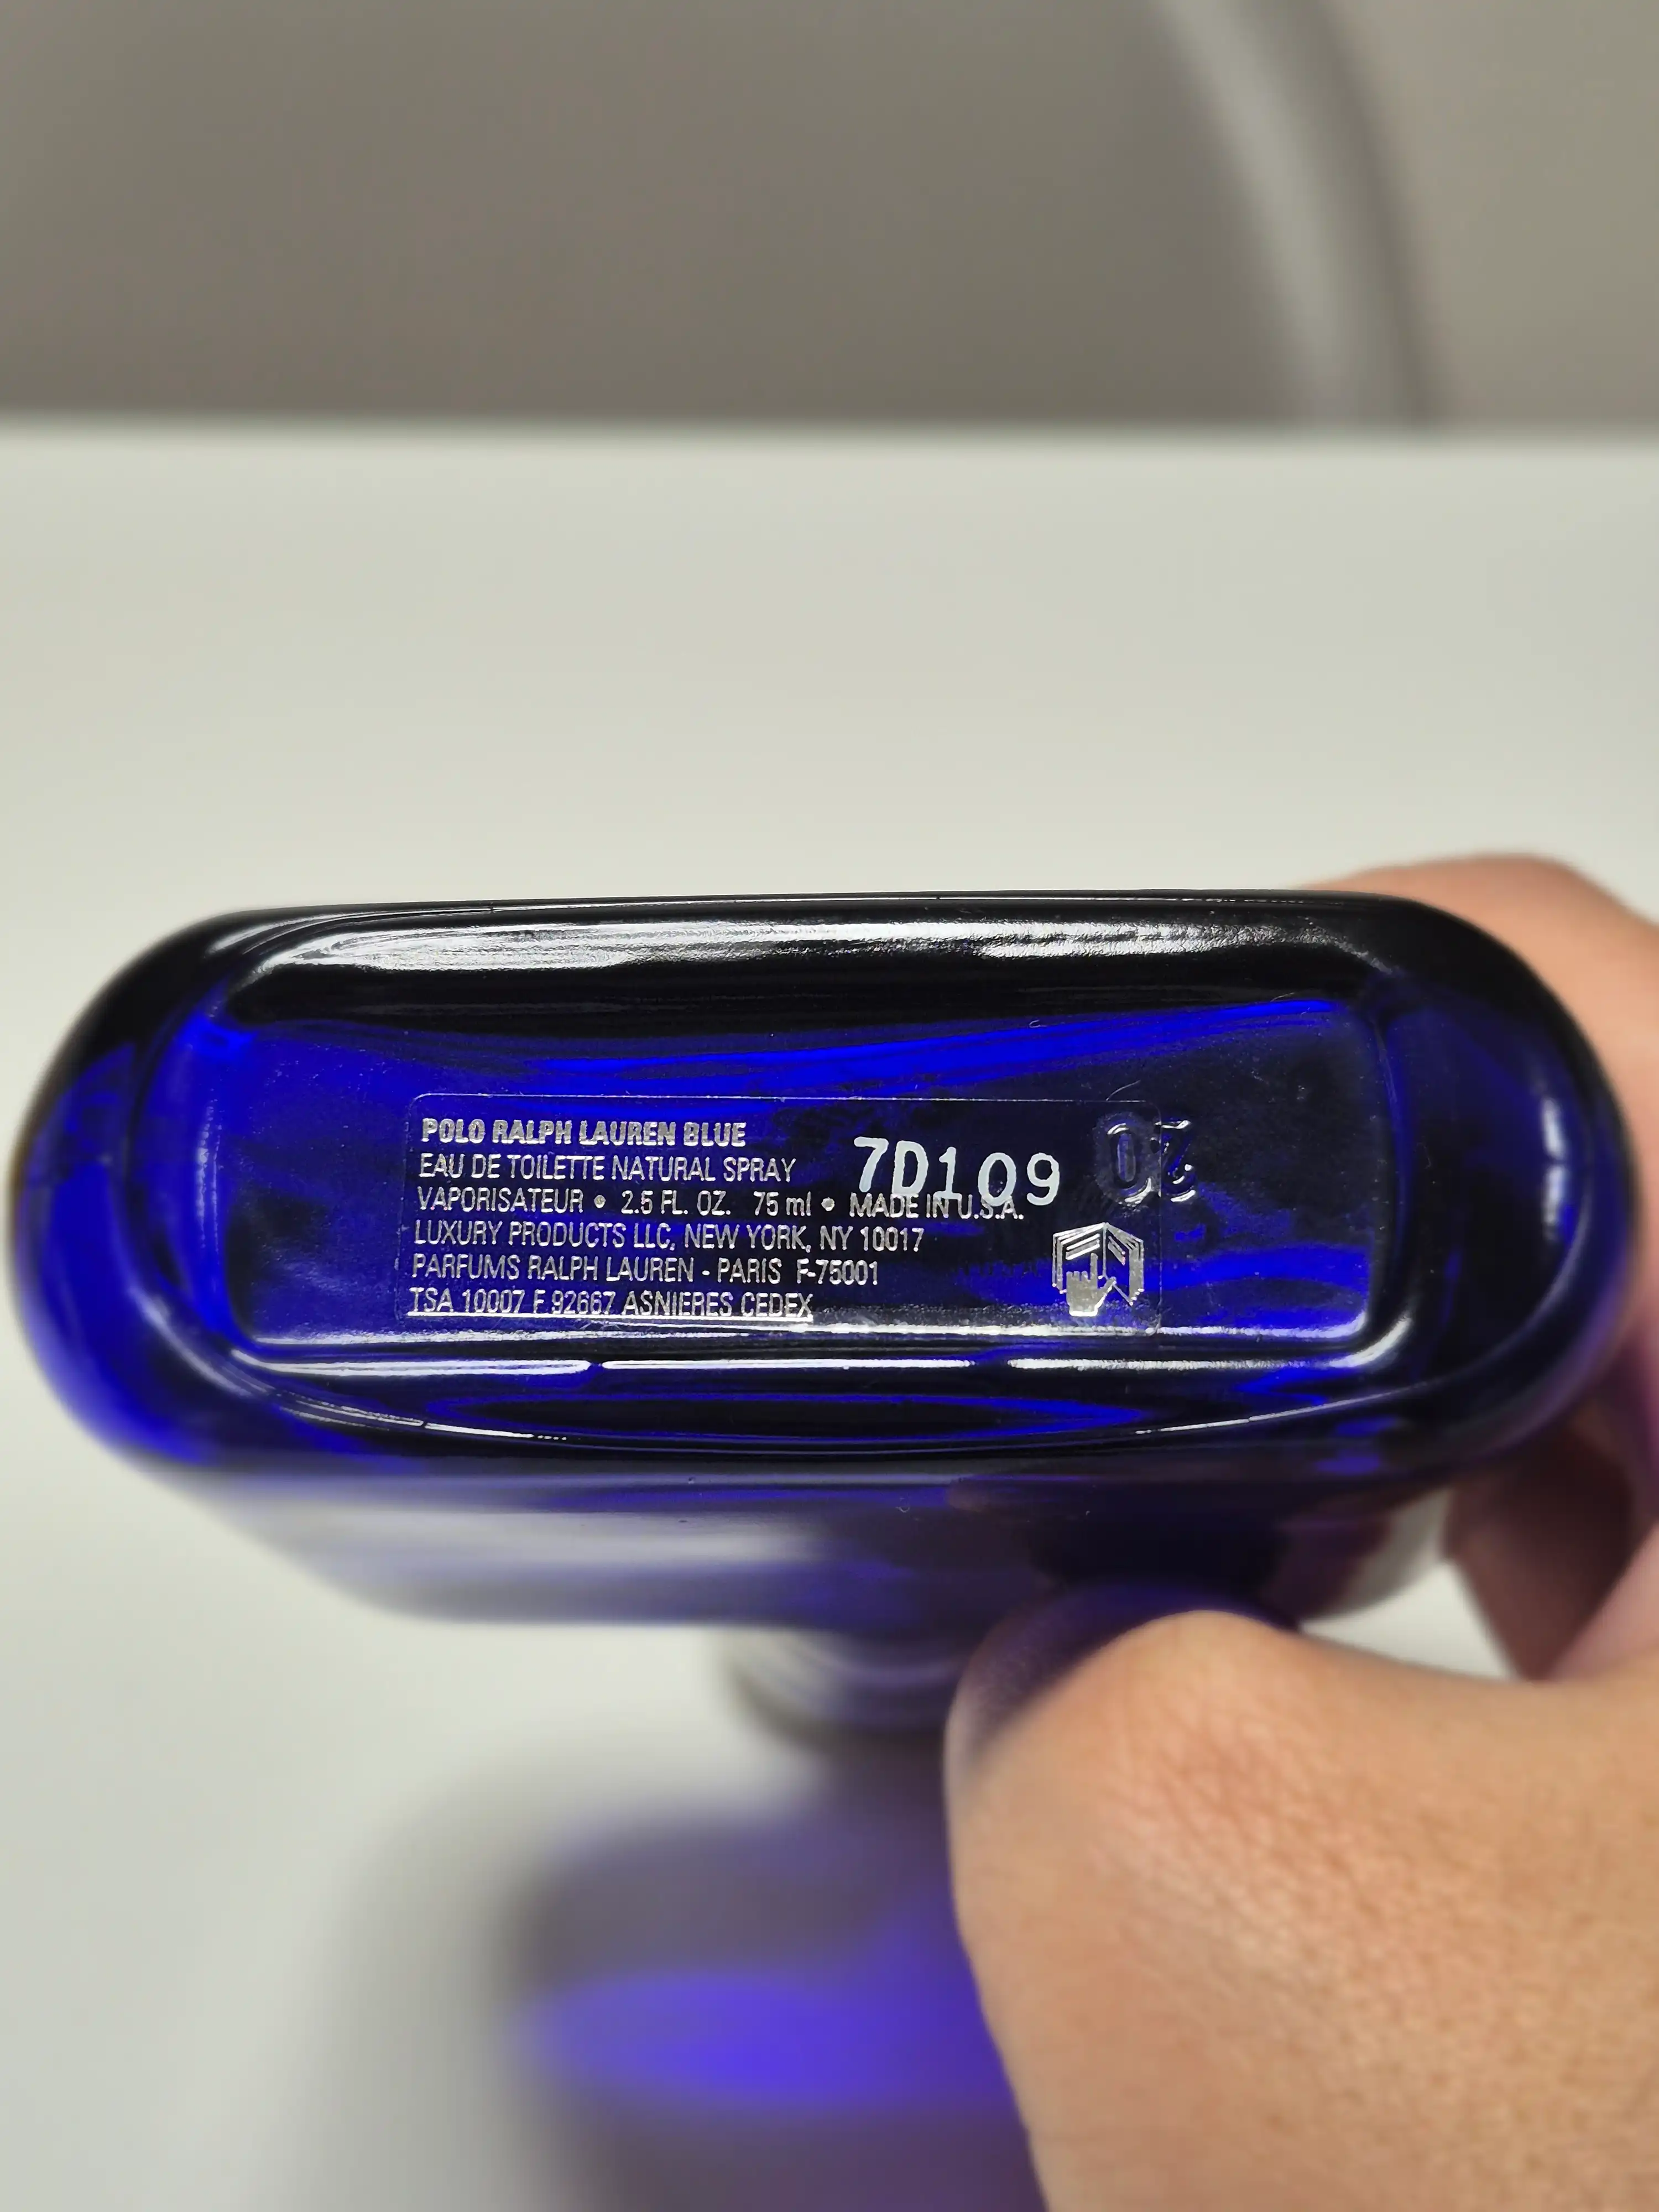 POLO RALPH LAUREN BLUE
EAU DE TOILETTE NATURAL SPRAY
7D109
20
VAPORISATEUR • 2.5 FL. OZ. 75 ml • MADE IN U.S.A.
LUXURY PRODUCTS LLC, NEW YORK, NY 10017
PARFUMS RALPH LAUREN - PARIS F-75001
TSA 10007 F 92667 ASNIERES CEDEX